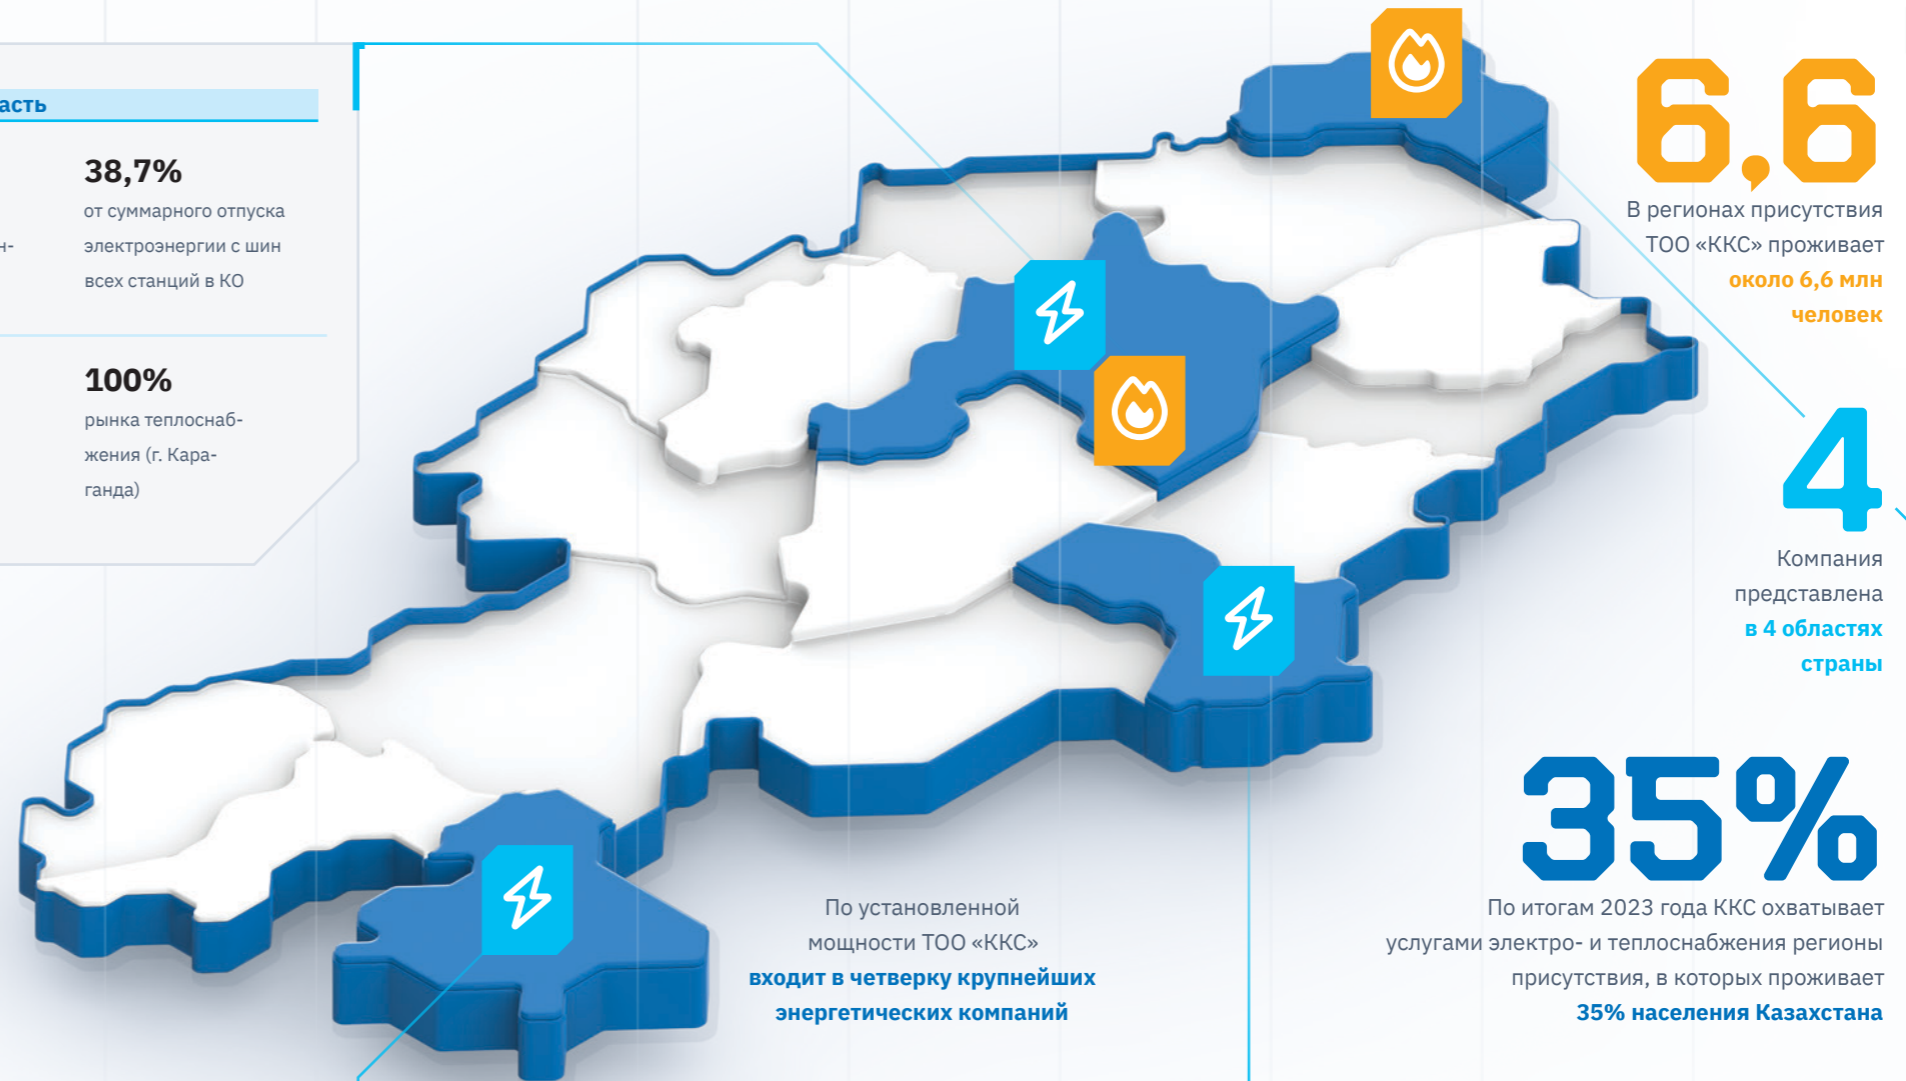 асть
38,7%
от суммарного отпуска
электроэнергии с шин
всех станций в КО
н-
100%
рынка теплоснаб-
жения (г. Кара-
ганда)
6,6
В регионах присутствия
ТОО «ККС» проживает
около 6,6 млн
человек
4
Компания
представлена
в 4 областях
страны
35%
По итогам 2023 года ККС охватывает
услугами электро- и теплоснабжения регионы
присутствия, в которых проживает
35% населения Казахстана
По установленной
мощности ТОО «ККС»
входит в четверку крупнейших
энергетических компаний